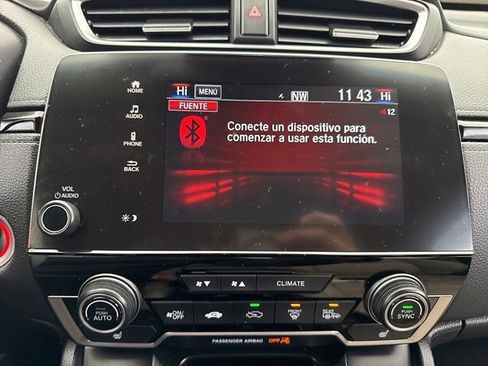 HOME
AUDIO
PHONE
BACK
VOL
AUDIO
Hi MENÚ NW 11 43 Hi
FUENTE 12
Conecte un dispositivo para
comenzar a usar esta función.
CLIMATE
PUSH
AUTO
ON/
OFF
FRONT
REAR
PUSH
SYNC
PASSENGER AIRBAG OFF